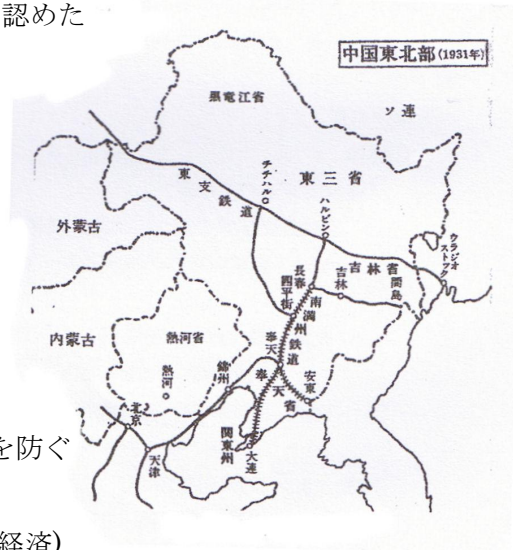 認めた
中国東北部(1931年)
黒竜江省
ソ連
東三省
チチハル
東支鉄道
ハルビン
外蒙古
ウラジオストック
吉林省
間島
長春
吉林
四平街
南満州鉄道
内蒙古
熱河省
奉天
熱河
錦州
安東
奉天省
北京
関東州
大連
天津
を防ぐ
経済)